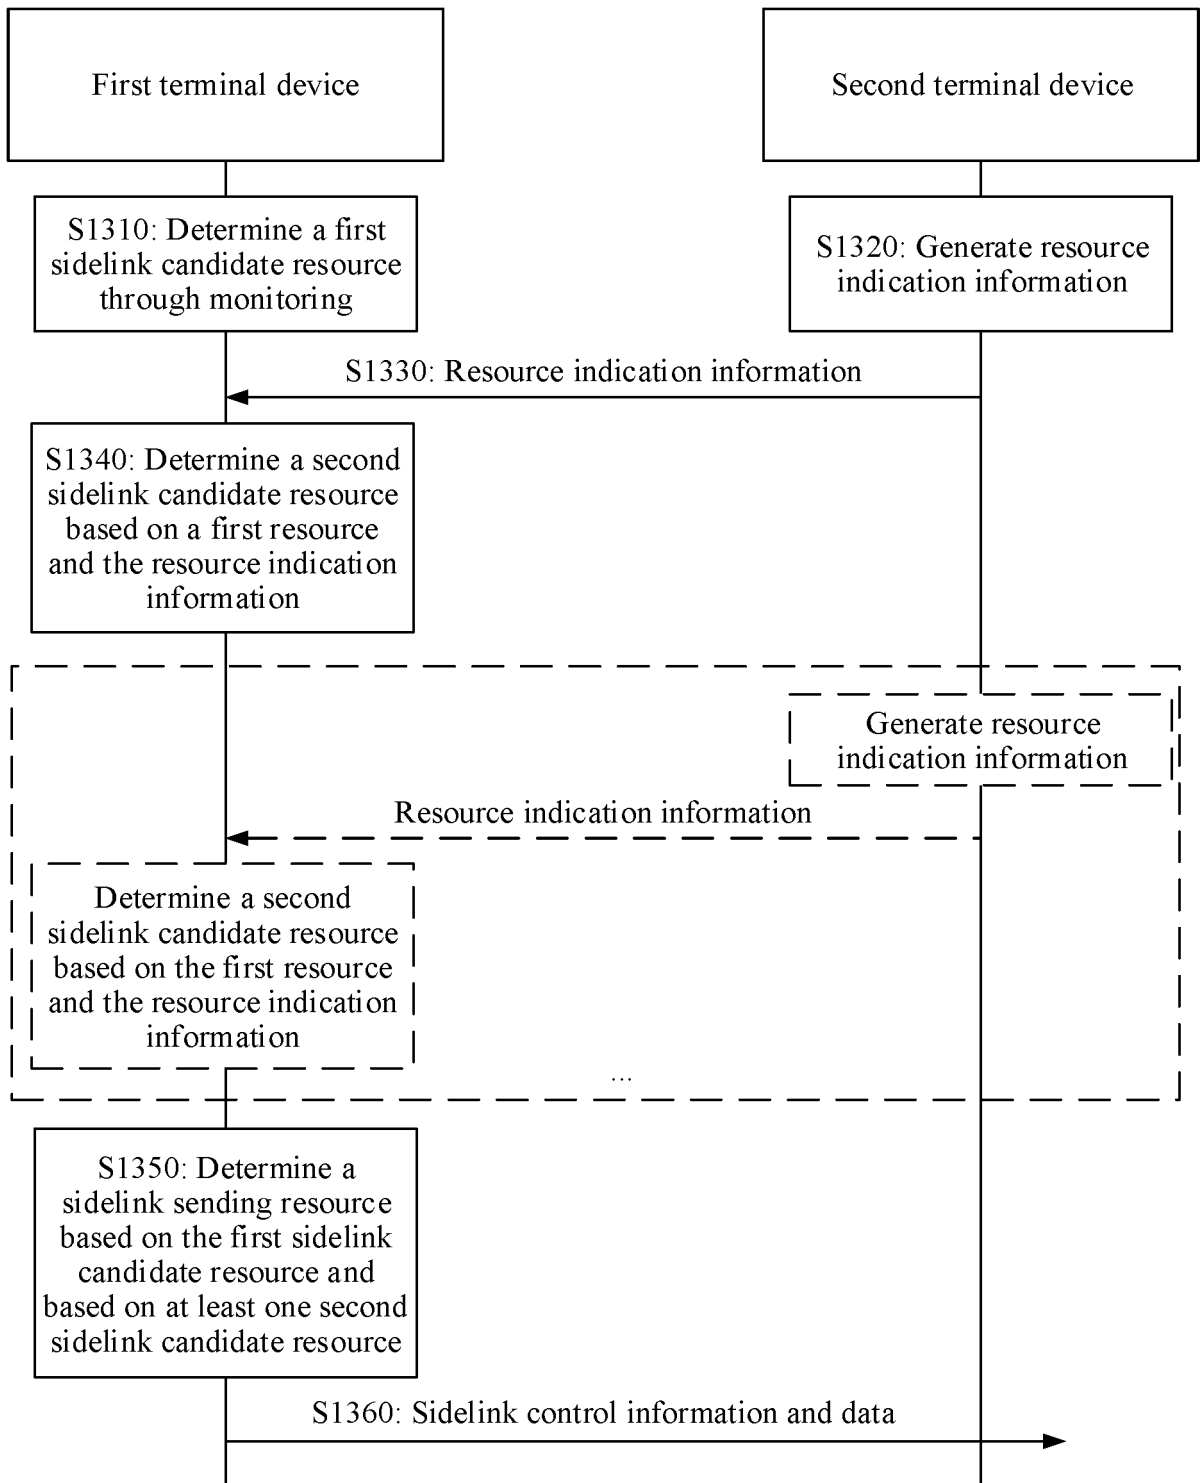 First terminal device
Second terminal device
S1310: Determine a first
sidelink candidate resource
through monitoring
S1320: Generate resource
indication information
S1330: Resource indication information
S1340: Determine a second
sidelink candidate resource
based on a first resource
and the resource indication
information
Generate resource
indication information
Resource indication information
Determine a second
sidelink candidate resource
based on the first resource
and the resource indication
information
...
S1350: Determine a
sidelink sending resource
based on the first sidelink
candidate resource and
based on at least one second
sidelink candidate resource
S1360: Sidelink control information and data